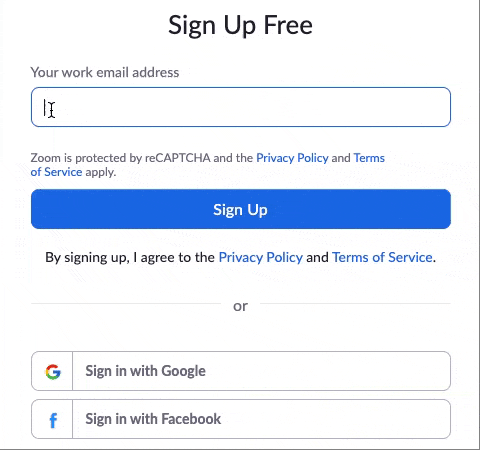 Sign Up Free
Your work email address
Zoom is protected by reCAPTCHA and the Privacy Policy and Terms
of Service apply.
Sign Up
By signing up, I agree to the Privacy Policy and Terms of Service.
or
Sign in with Google
Sign in with Facebook